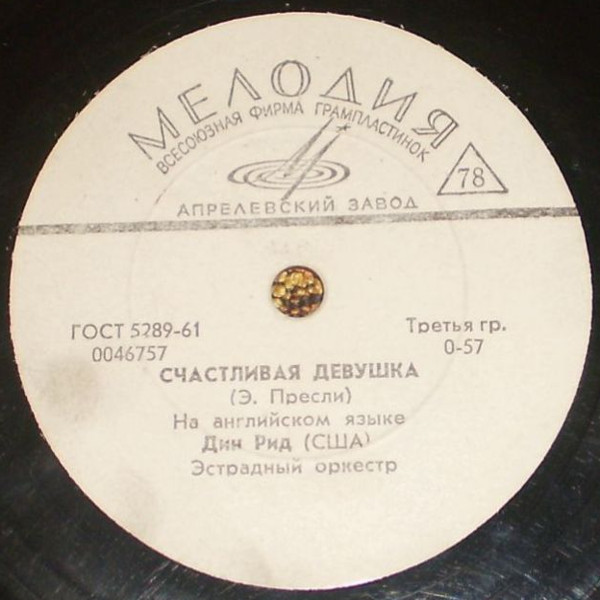 МЕЛОДИЯ
ВСЕСОЮЗНАЯ ФИРМА ГРАМПЛАСТИНОК
78
АПРЕЛЕВСКИЙ ЗАВОД
ГОСТ 5289-61
Третья гр.
0046757
0-57
СЧАСТЛИВАЯ ДЕВУШКА
(Э. Пресли)
На английском языке
Дин Рид (США)
Эстрадный оркестр